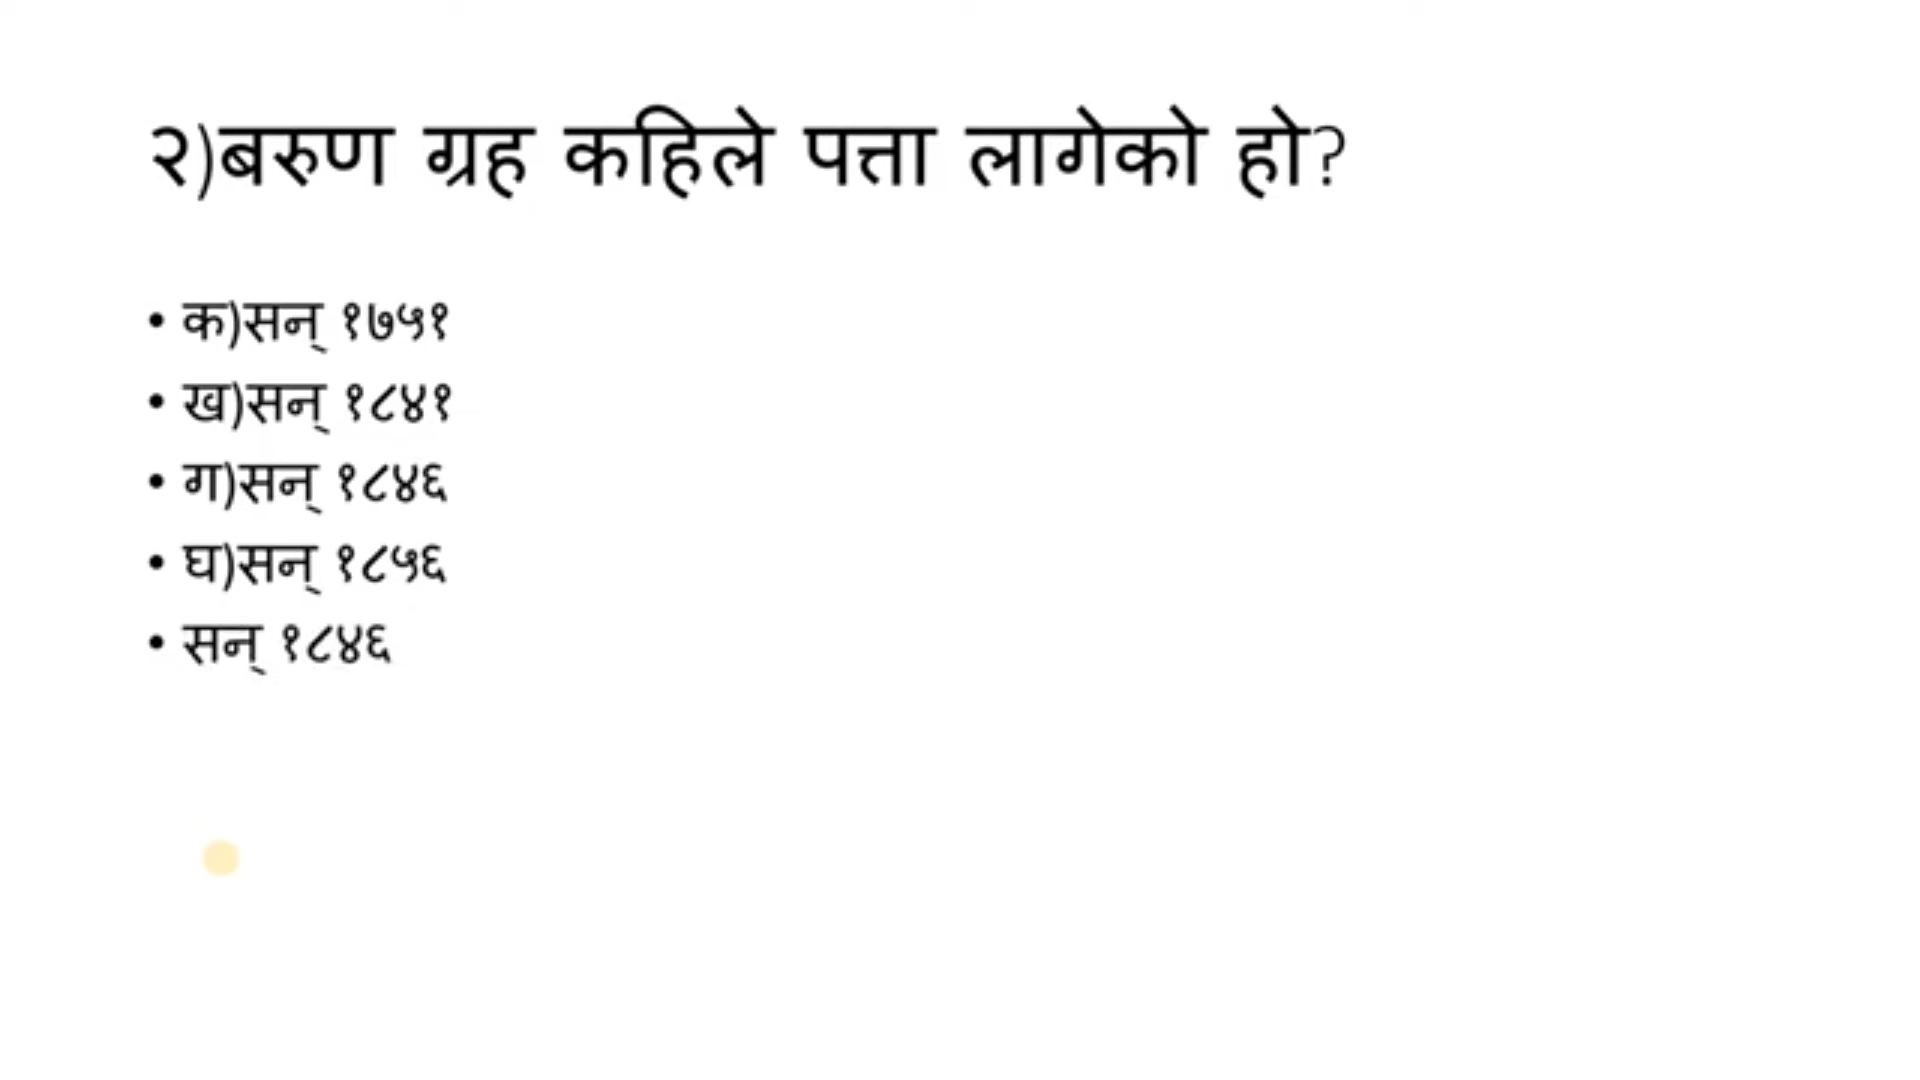 २)बरुण ग्रह कहिले पत्ता लागेको हो?
• क)सन् १७५१
• ख)सन् १८४१
• ग)सन् १८४६
• घ)सन् १८५६
• सन् १८४६